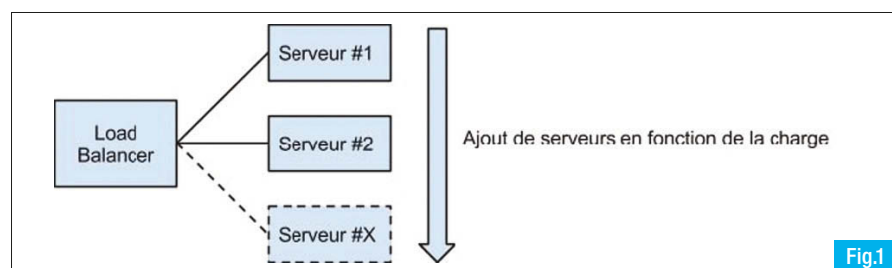 Serveur #1
Load
Balancer
Serveur #2
Ajout de serveurs en fonction de la charge
Serveur #X
Fig.1